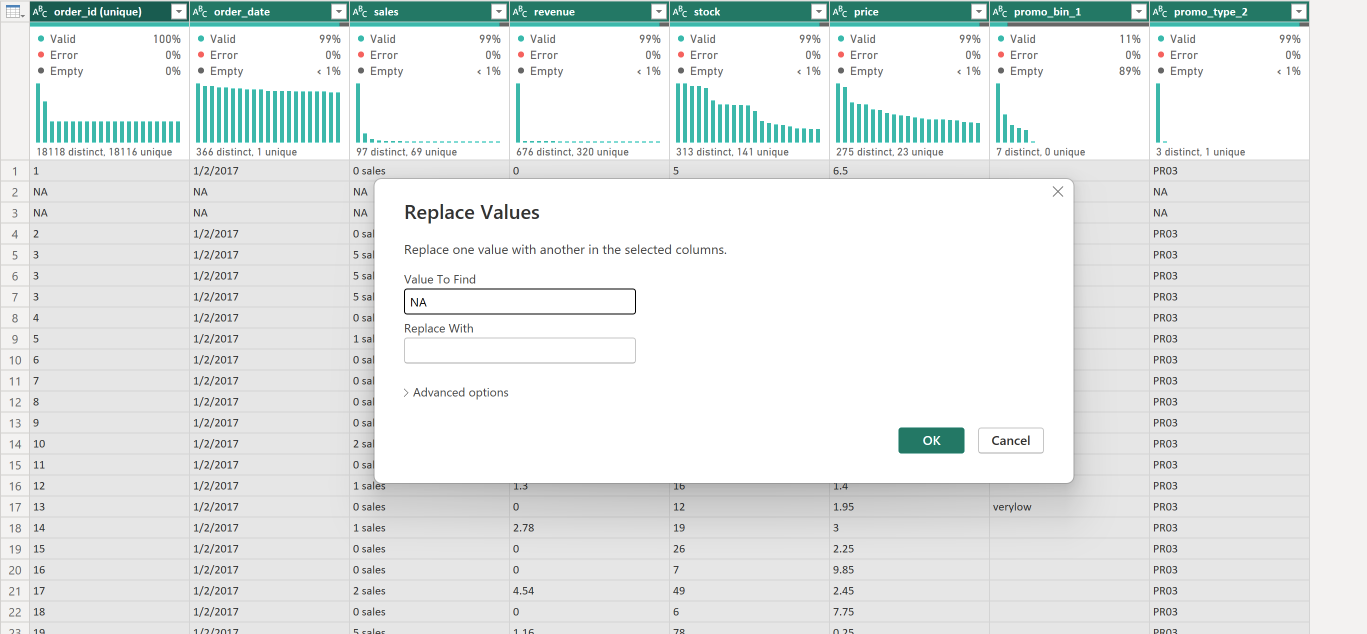 ABC order_id (unique) ABC order_date ABC sales ABC revenue ABC stock ABC price ABC promo_bin_1 ABC promo_type_2
Valid 100% Valid 99% Valid 99% Valid 99% Valid 99% Valid 99% Valid 11% Valid 99%
Error 0% Error 0% Error 0% Error 0% Error 0% Error 0% Error 0% Error 0%
Empty 0% Empty < 1% Empty < 1% Empty < 1% Empty < 1% Empty < 1% Empty 89% Empty < 1%
18118 distinct, 18116 unique 366 distinct, 1 unique 97 distinct, 69 unique 676 distinct, 320 unique 313 distinct, 141 unique 275 distinct, 23 unique 7 distinct, 0 unique 3 distinct, 1 unique
1 1 1/2/2017 0 sales 0 5 6.5 PR03
2 NA NA NA NA
3 NA NA NA NA
4 2 1/2/2017 0 sal PR03
5 3 1/2/2017 5 sal PR03
6 3 1/2/2017 5 sal PR03
7 3 1/2/2017 5 sal PR03
8 4 1/2/2017 0 sal PR03
9 5 1/2/2017 1 sal PR03
10 6 1/2/2017 0 sal PR03
11 7 1/2/2017 0 sal PR03
12 8 1/2/2017 0 sal PR03
13 9 1/2/2017 0 sal PR03
14 10 1/2/2017 2 sal PR03
15 11 1/2/2017 0 sal PR03
Replace Values
Replace one value with another in the selected columns.
Value To Find
NA
Replace With
Advanced options
OK Cancel
16 12 1/2/2017 1 sales 1.3 16 1.4 PR03
17 13 1/2/2017 0 sales 0 12 1.95 verylow PR03
18 14 1/2/2017 1 sales 2.78 19 3 PR03
19 15 1/2/2017 0 sales 0 26 2.25 PR03
20 16 1/2/2017 0 sales 0 7 9.85 PR03
21 17 1/2/2017 2 sales 4.54 49 2.45 PR03
22 18 1/2/2017 0 sales 0 6 7.75 PR03
23 19 1/2/2017 5 sales 1.16 78 0.25 PR03